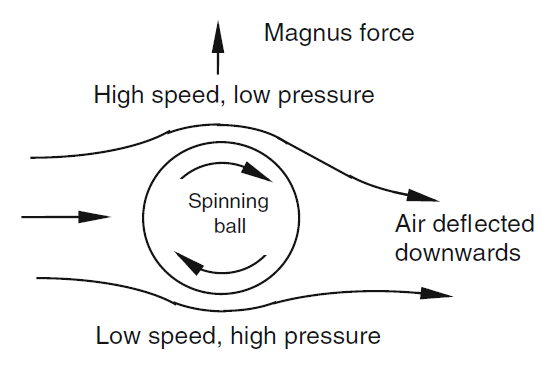 Magnus force
High speed, low pressure
Spinning
ball
Air deflected
downwards
Low speed, high pressure